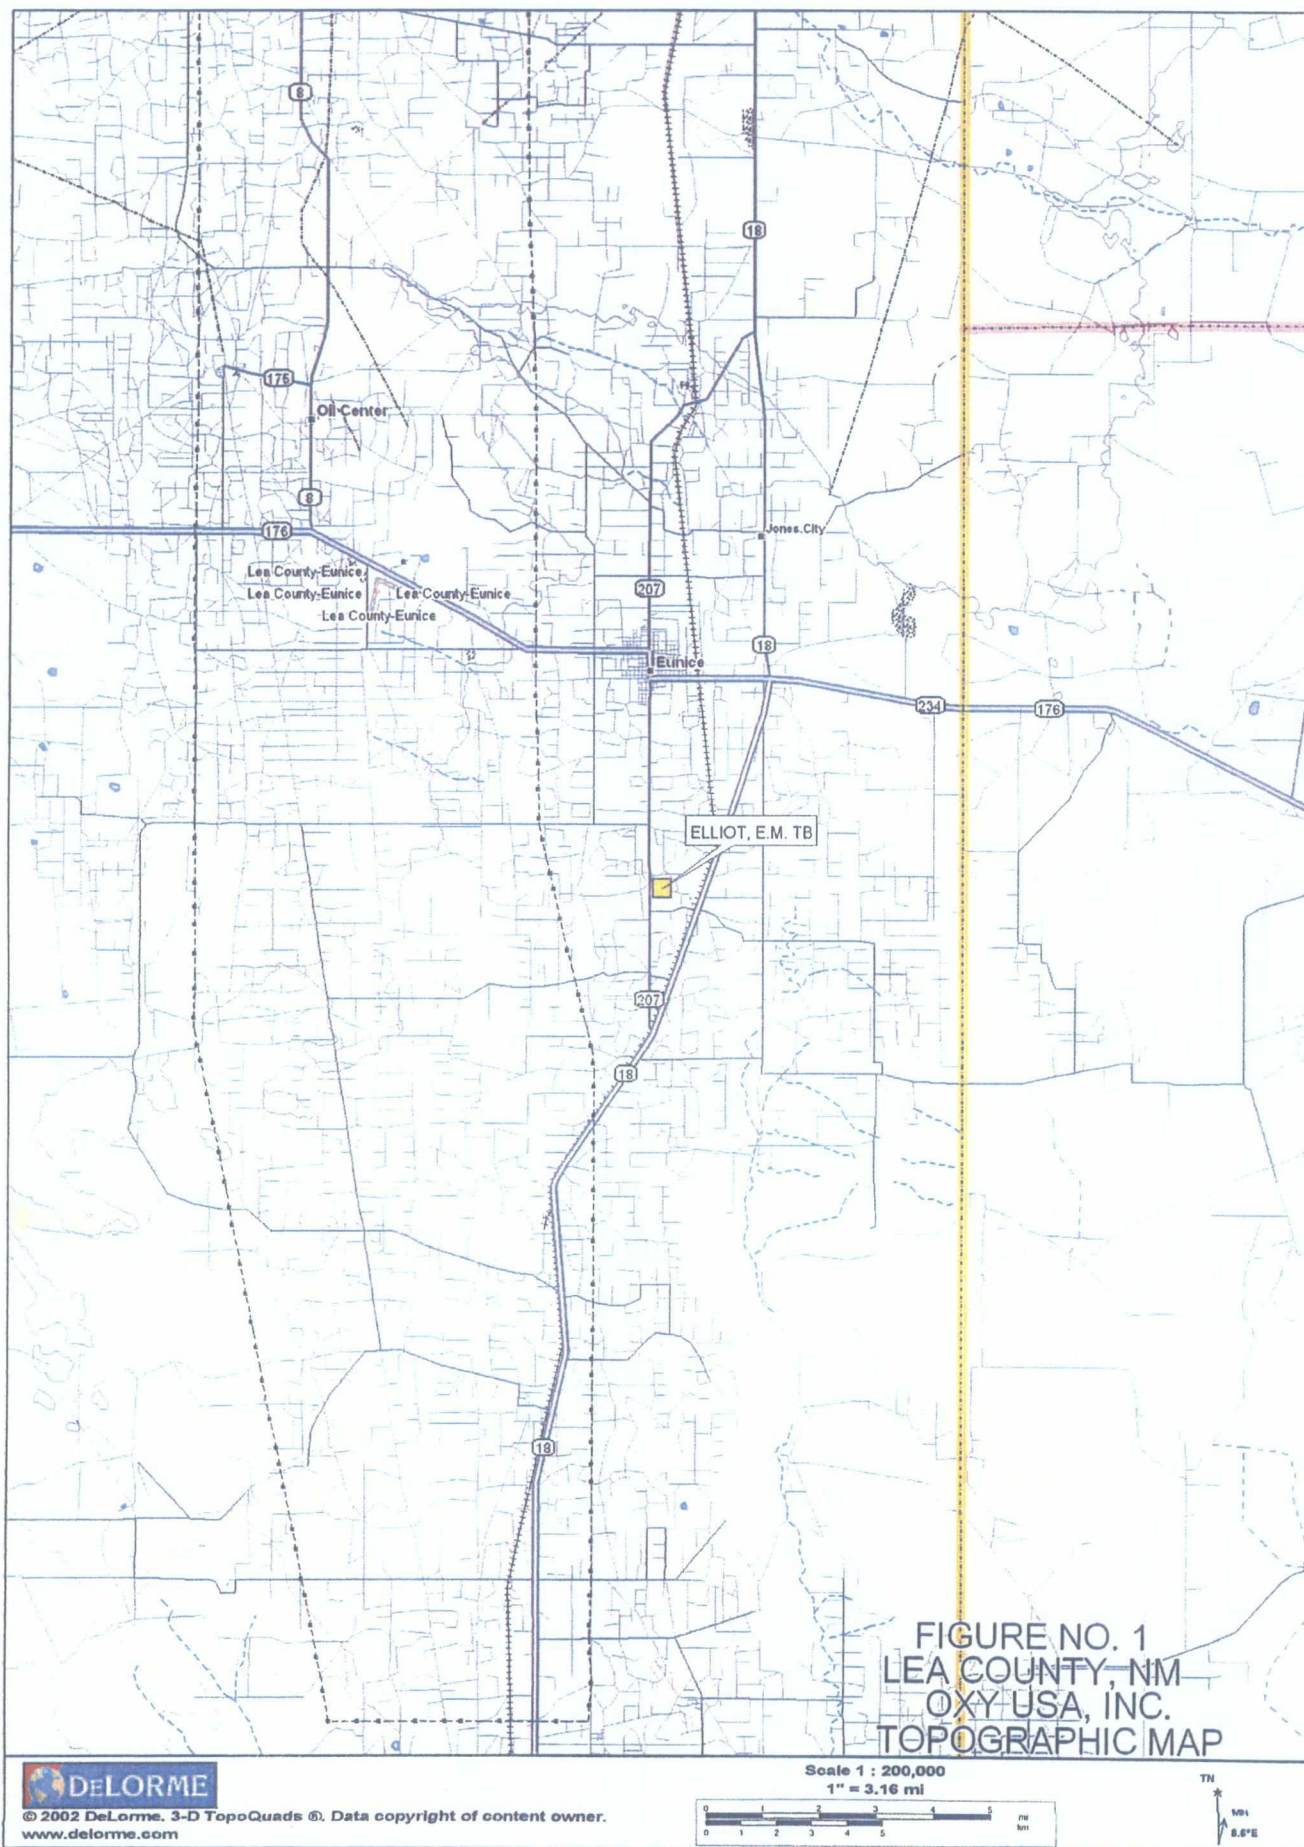 8
18
175
Oil Center
8
176
Jones City
Lea County-Eunice
Lea County-Eunice
Lea County-Eunice
Lea County-Eunice
207
18
Eunice
234
176
ELLIOT, E.M. TB
207
18
18
FIGURE NO. 1
LEA COUNTY, NM
OXY USA, INC.
TOPOGRAPHIC MAP
DELORME
© 2002 DeLorme. 3-D TopoQuads ®. Data copyright of content owner.
www.delorme.com
Scale 1 : 200,000
1" = 3.16 mi
0 1 2 3 4 5 mi
0 1 2 3 4 5 km
TN
MN
8.6°E